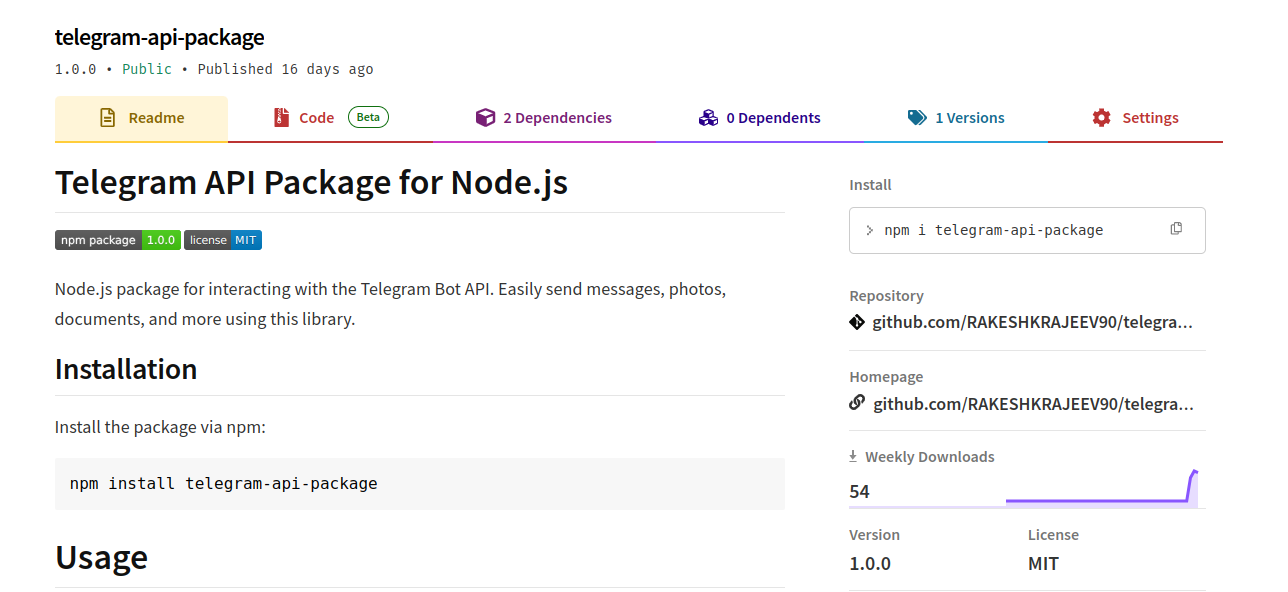 telegram-api-package
1.0.0 • Public • Published 16 days ago
Readme
Code Beta
2 Dependencies
0 Dependents
1 Versions
Settings
Telegram API Package for Node.js
npm package 1.0.0 license MIT
Node.js package for interacting with the Telegram Bot API. Easily send messages, photos,
documents, and more using this library.
Installation
Install the package via npm:
npm install telegram-api-package
Usage
Install
> npm i telegram-api-package
Repository
github.com/RAKESHKRAJEEV90/telegra...
Homepage
github.com/RAKESHKRAJEEV90/telegra...
Weekly Downloads
54
Version
1.0.0
License
MIT